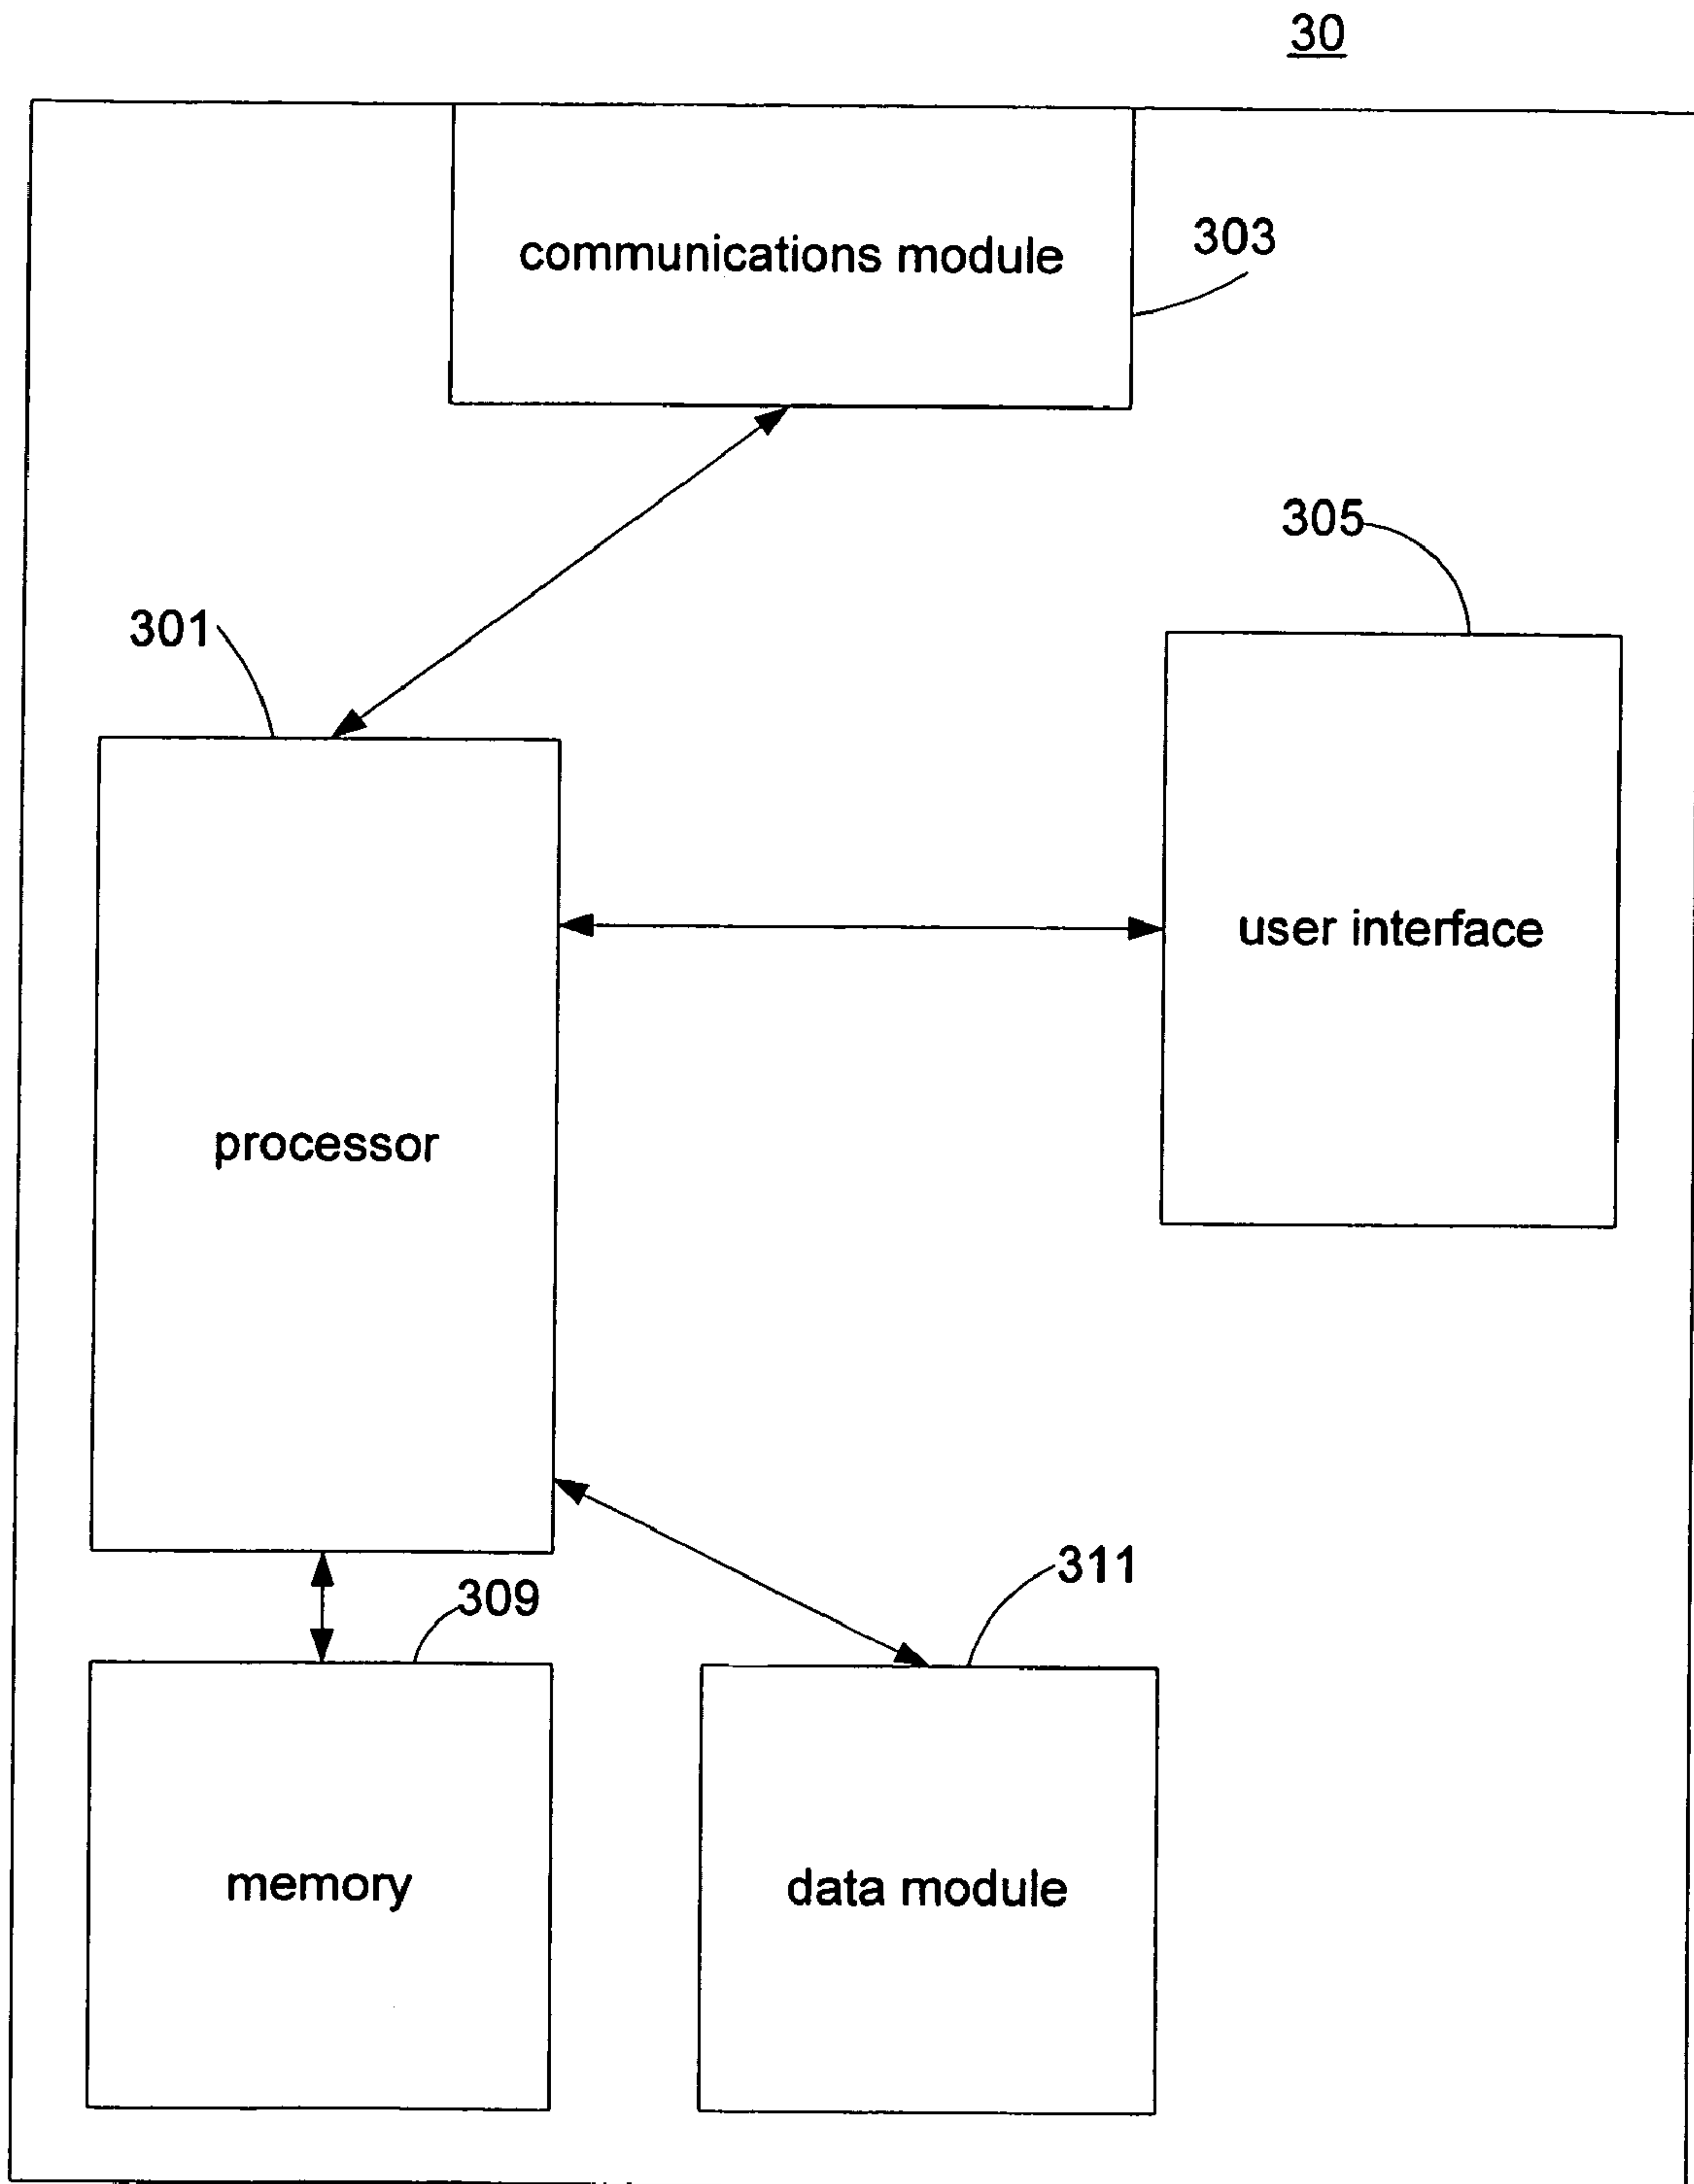 30
communications module
303
305
301
user interface
processor
311
309
memory
data module